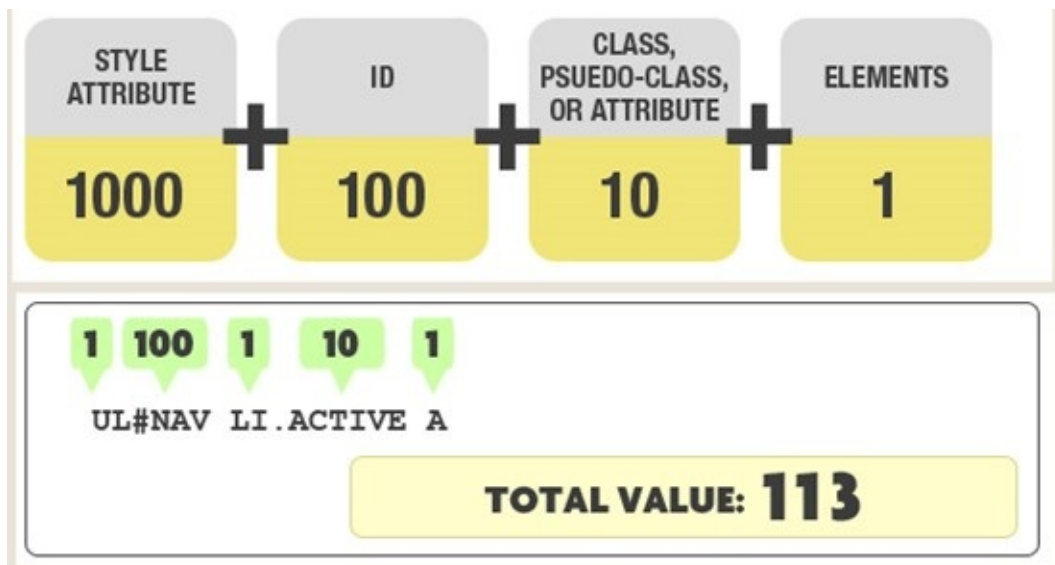 STYLE
ATTRIBUTE
1000
+
ID
100
+
CLASS,
PSUEDO-CLASS,
OR ATTRIBUTE
10
+
ELEMENTS
1
1 100 1 10 1
UL#NAV LI.ACTIVE A
TOTAL VALUE: 113